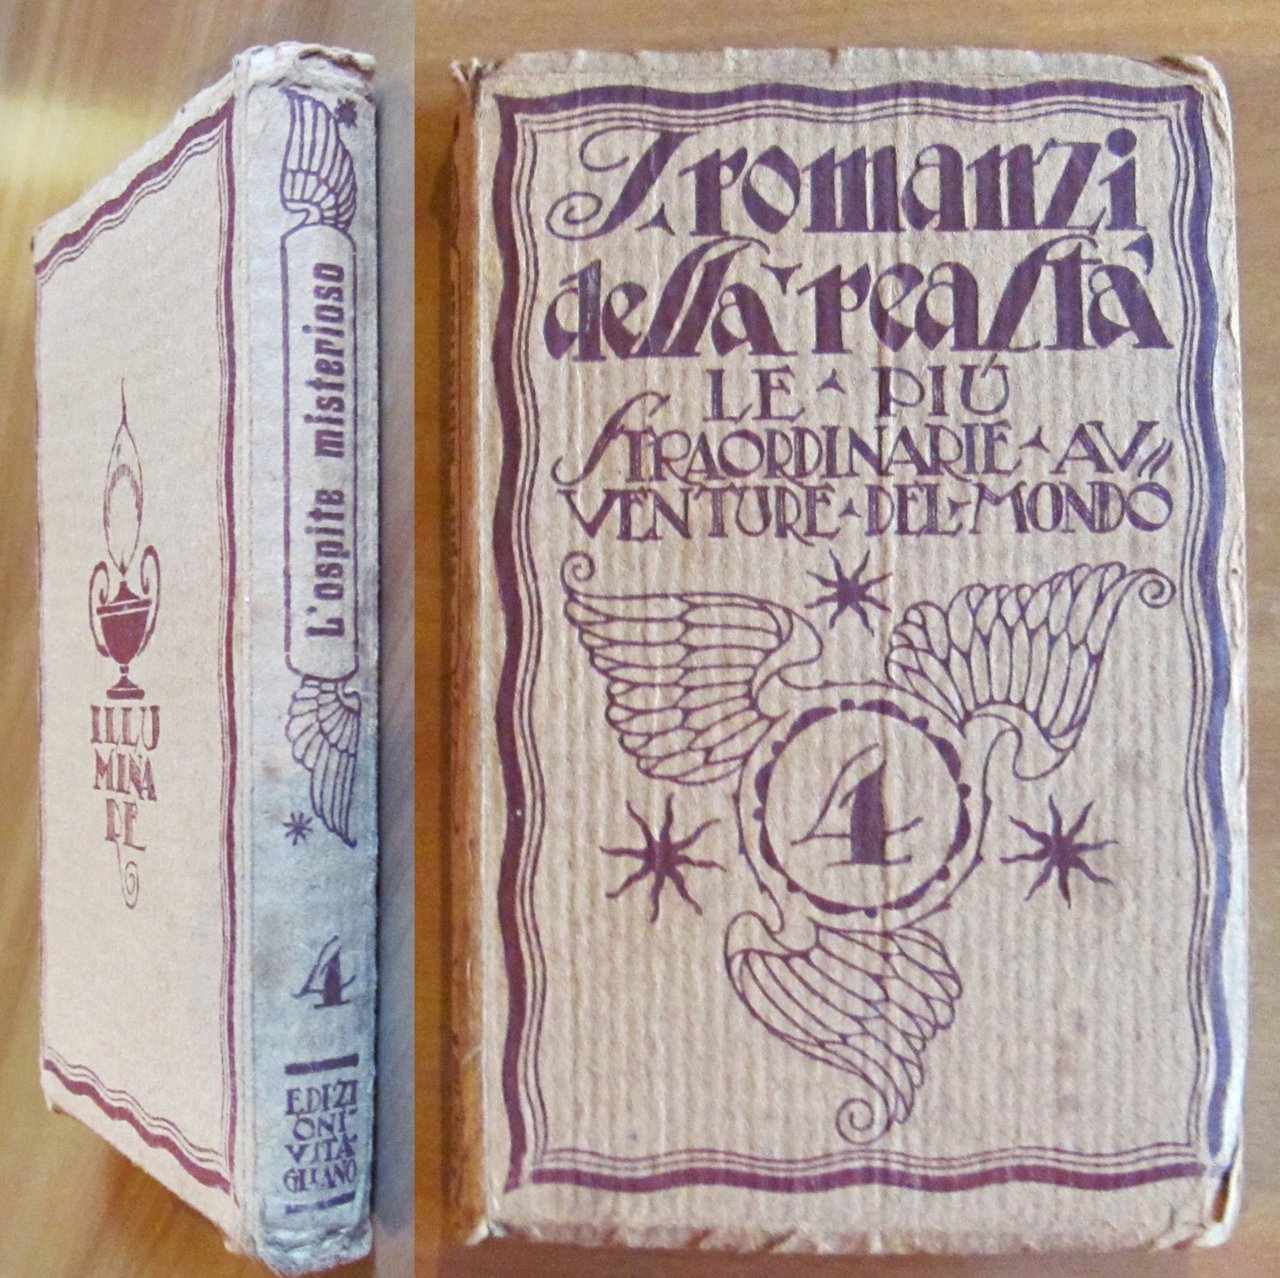 ILLU
MINA
RE
L'ospite misterioso
4
EDIZI
ONI
VITA
GLIANO
I romanzi
della realtà
LE PIÚ
STRAORDINARIE AV=
VENTURE DEL MONDO
4